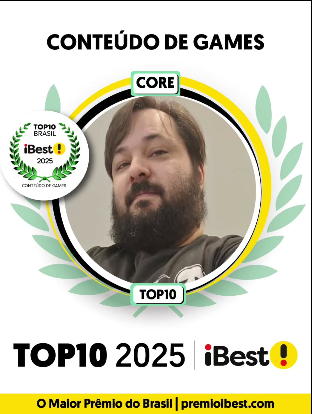 CONTEÚDO DE GAMES
CORE
TOP10
BRASIL
iBest!
2025
CONTEÚDO DE GAMES
TOP10
TOP10 2025 | iBest!
O Maior Prêmio do Brasil | premioibest.com